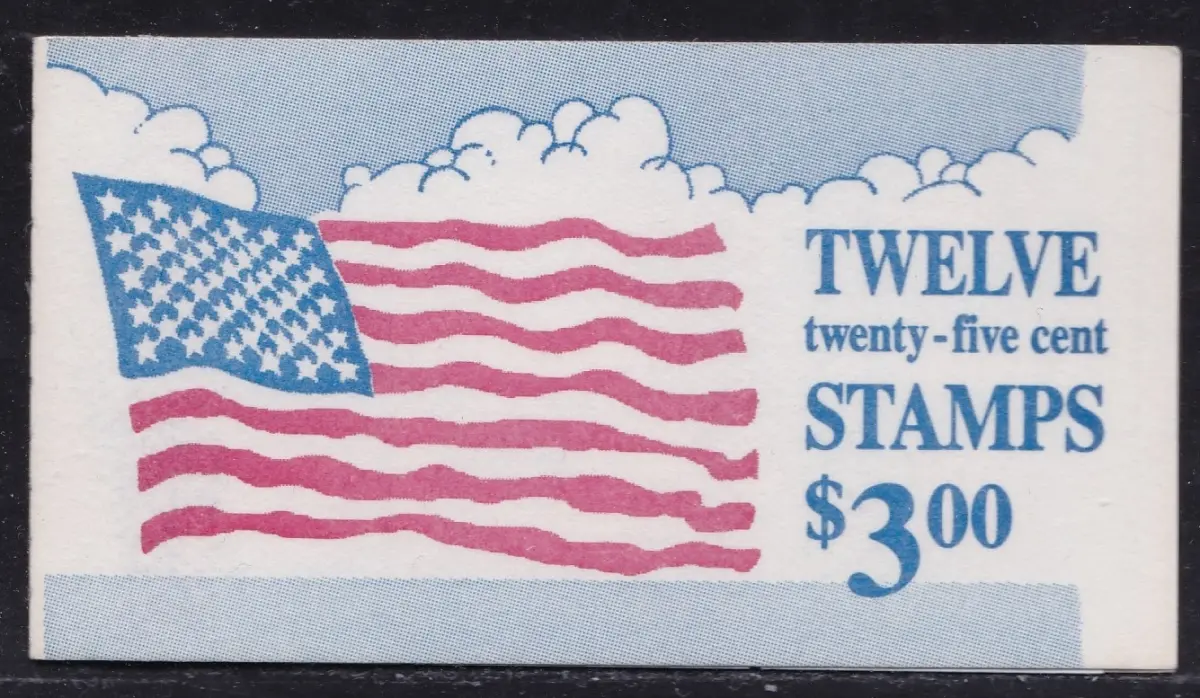 TWELVE
twenty-five cent
STAMPS
$3.00